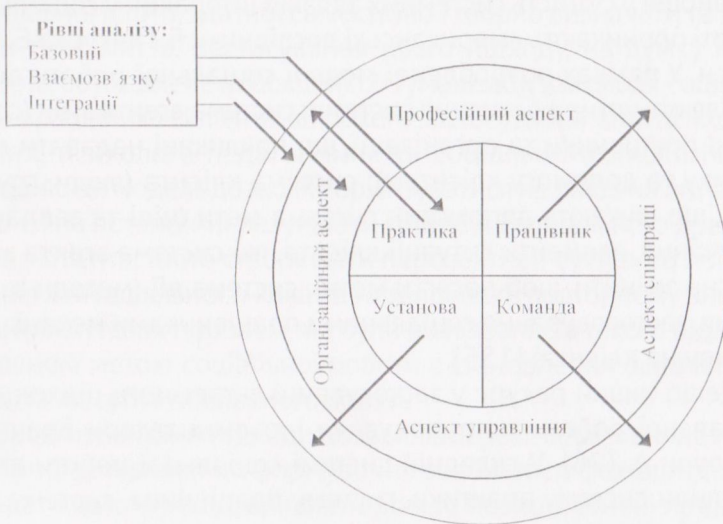 Рівні аналізу:
Базовий
Взаємозв`язку
Інтеграції
Професійний аспект
Організаційний аспект
Практика
Працівник
Аспект співпраці
Установа
Команда
Аспект управління